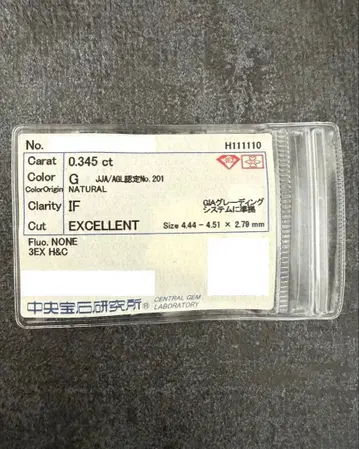 No. H111110
Carat 0.345 ct
Color G JJA/AGL認定No. 201
ColorOrigin NATURAL
Clarity IF GIAグレーディング
システムに準拠
Cut EXCELLENT Size 4.44 - 4.51 × 2.79 mm
Fluo. NONE
3EX H&C
中央宝石研究所® CENTRAL GEM
LABORATORY